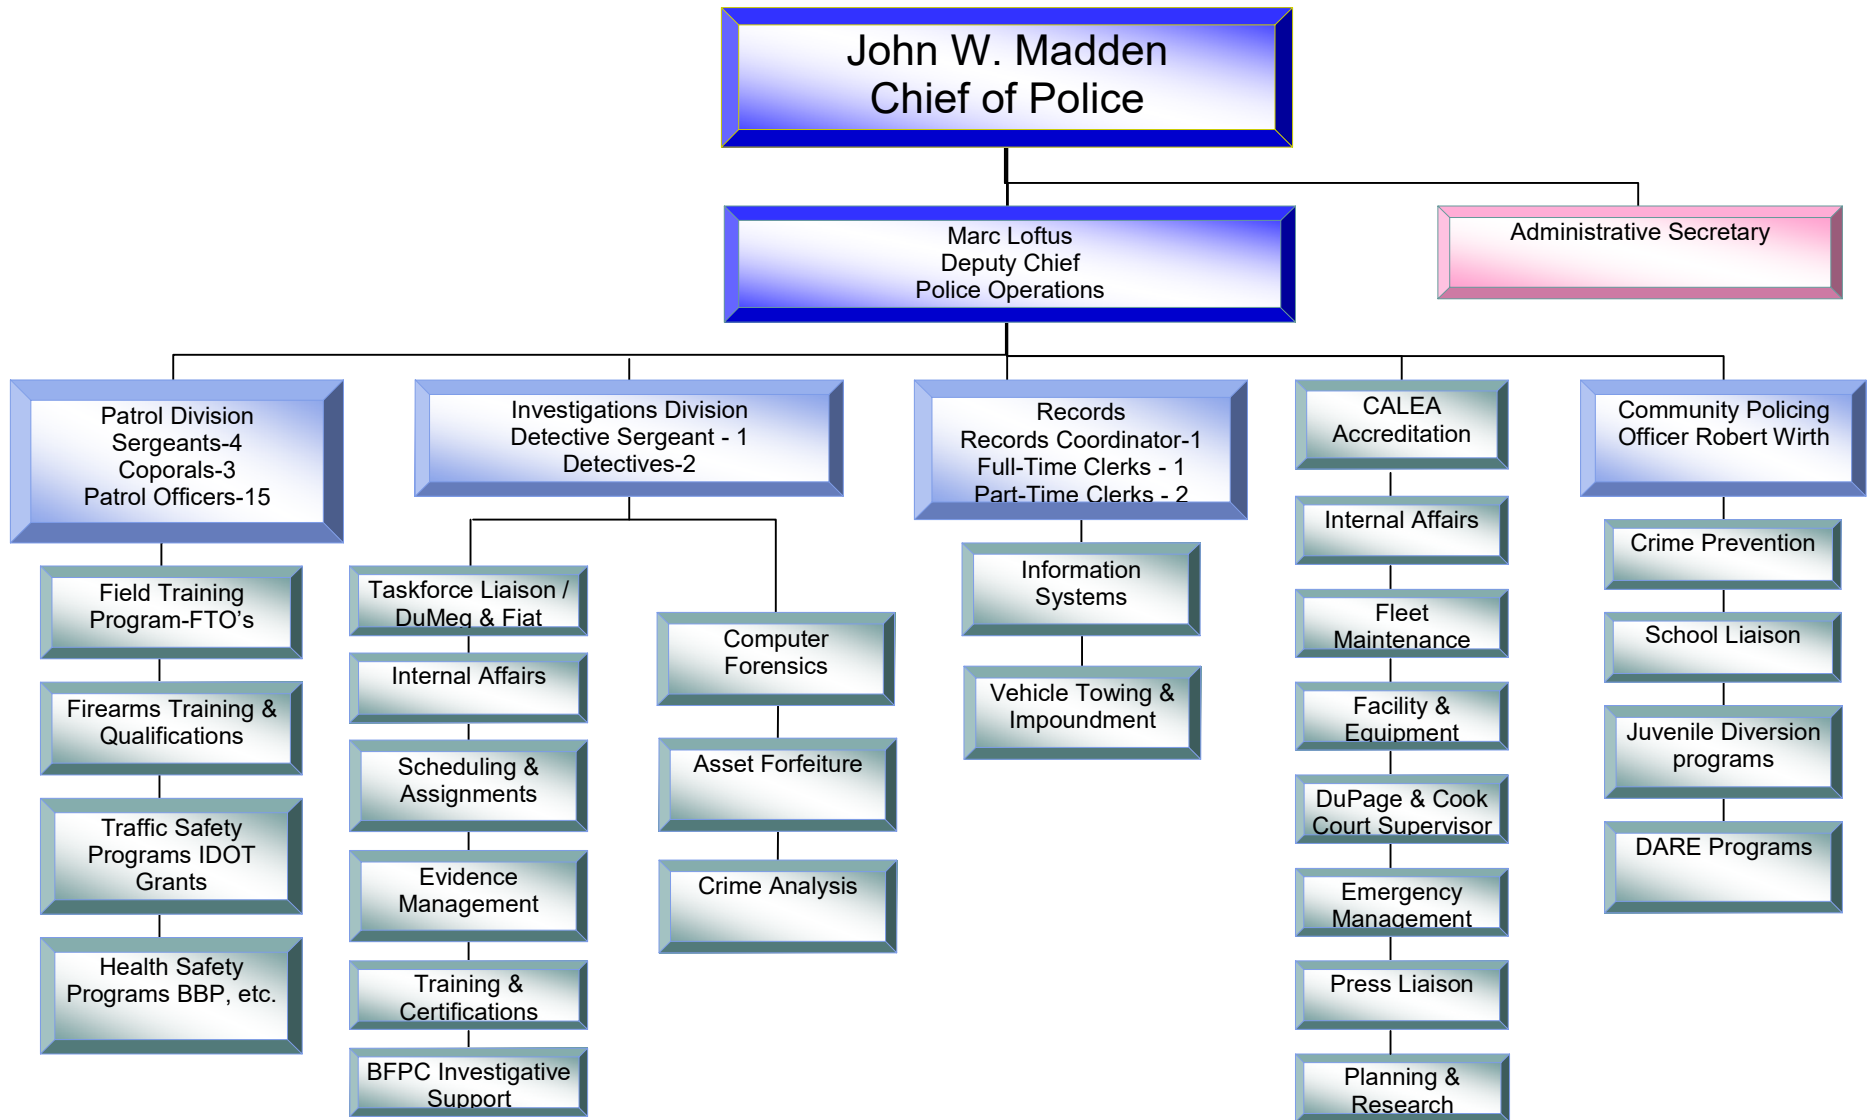 John W. Madden
Chief of Police
Marc Loftus
Deputy Chief
Police Operations
Administrative Secretary
Patrol Division
Sergeants-4
Coporals-3
Patrol Officers-15
Investigations Division
Detective Sergeant - 1
Detectives-2
Records
Records Coordinator-1
Full-Time Clerks - 1
Part-Time Clerks - 2
CALEA
Accreditation
Community Policing
Officer Robert Wirth
Field Training
Program-FTO’s
Firearms Training &
Qualifications
Traffic Safety
Programs IDOT
Grants
Health Safety
Programs BBP, etc.
Taskforce Liaison /
DuMeg & Fiat
Internal Affairs
Scheduling &
Assignments
Evidence
Management
Training &
Certifications
BFPC Investigative
Support
Computer
Forensics
Asset Forfeiture
Crime Analysis
Information
Systems
Vehicle Towing &
Impoundment
Internal Affairs
Fleet
Maintenance
Facility &
Equipment
DuPage & Cook
Court Supervisor
Emergency
Management
Press Liaison
Planning &
Research
Crime Prevention
School Liaison
Juvenile Diversion
programs
DARE Programs